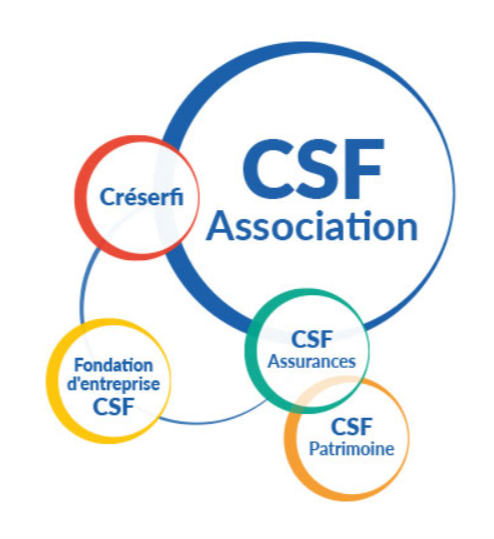 CSF
Association
Créserfi
CSF
Assurances
Fondation
d'entreprise
CSF
CSF
Patrimoine